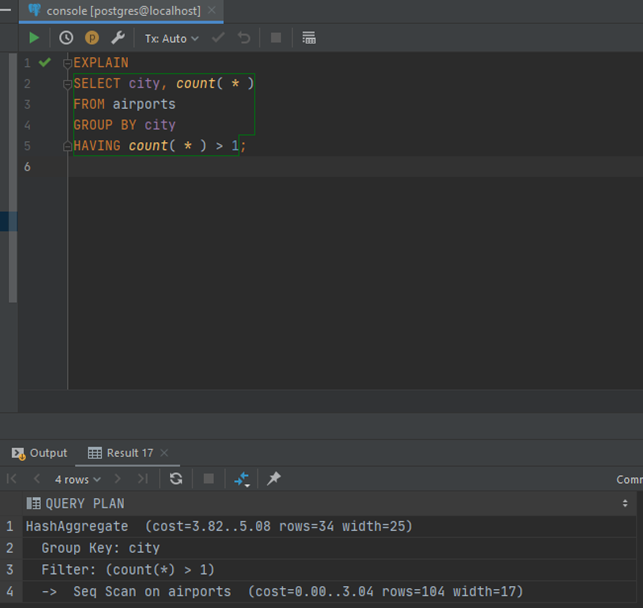 console [postgres@localhost]
Tx: Auto
1 EXPLAIN
2 SELECT city, count( * )
3 FROM airports
4 GROUP BY city
5 HAVING count( * ) > 1;
6
Output Result 17
4 rows Comm
QUERY PLAN
1 HashAggregate (cost=3.82..5.08 rows=34 width=25)
2 Group Key: city
3 Filter: (count(*) > 1)
4 -> Seq Scan on airports (cost=0.00..3.04 rows=104 width=17)